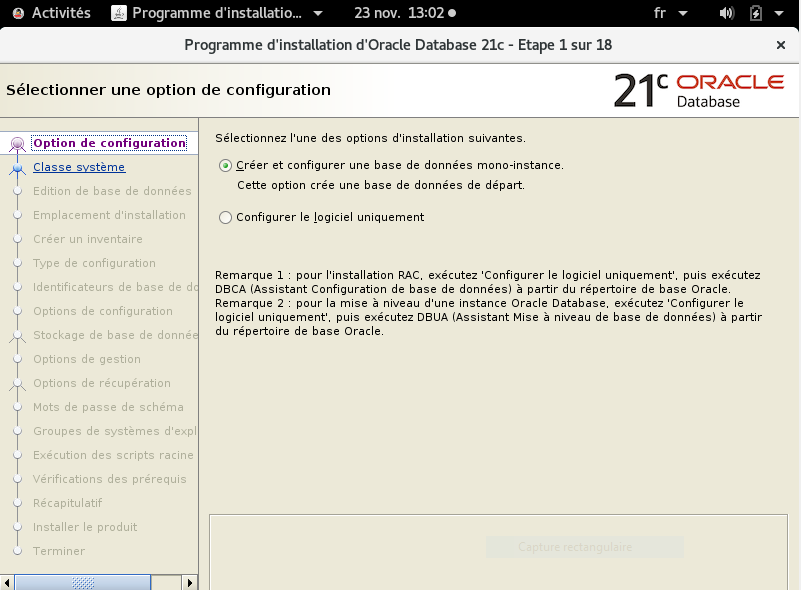 Activités
Programme d'installatio...
23 nov. 13:02
fr
Programme d'installation d'Oracle Database 21c - Etape 1 sur 18
Sélectionner une option de configuration
21c ORACLE
Database
Option de configuration
Classe système
Edition de base de données
Emplacement d'installation
Créer un inventaire
Type de configuration
Identificateurs de base de do
Options de configuration
Stockage de base de donnée
Options de gestion
Options de récupération
Mots de passe de schéma
Groupes de systèmes d'expl
Exécution des scripts racine
Vérifications des prérequis
Récapitulatif
Installer le produit
Terminer
Sélectionnez l'une des options d'installation suivantes.
Créer et configurer une base de données mono-instance.
Cette option crée une base de données de départ.
Configurer le logiciel uniquement
Remarque 1 : pour l'installation RAC, exécutez 'Configurer le logiciel uniquement', puis exécutez
DBCA (Assistant Configuration de base de données) à partir du répertoire de base Oracle.
Remarque 2 : pour la mise à niveau d'une instance Oracle Database, exécutez 'Configurer le
logiciel uniquement', puis exécutez DBUA (Assistant Mise à niveau de base de données) à partir
du répertoire de base Oracle.
Capture rectangulaire